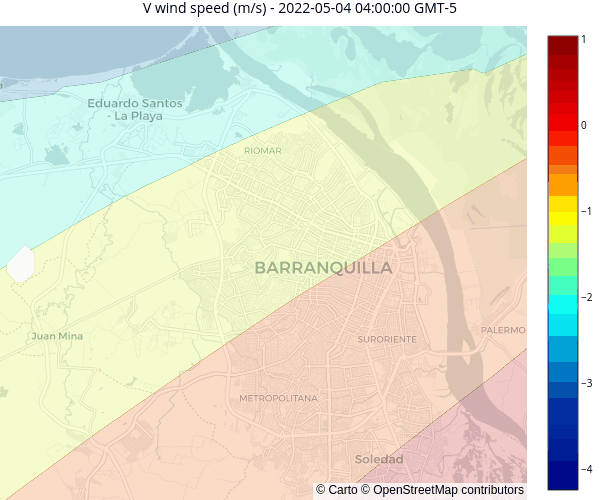 V wind speed (m/s) - 2022-05-04 04:00:00 GMT-5
Eduardo Santos
- La Playa
RIOMAR
BARRANQUILLA
Juan Mina
SURORIENTE
PALERMO
METROPOLITANA
Soledad
© Carto © OpenStreetMap contributors
1
0
−1
−2
−3
−4